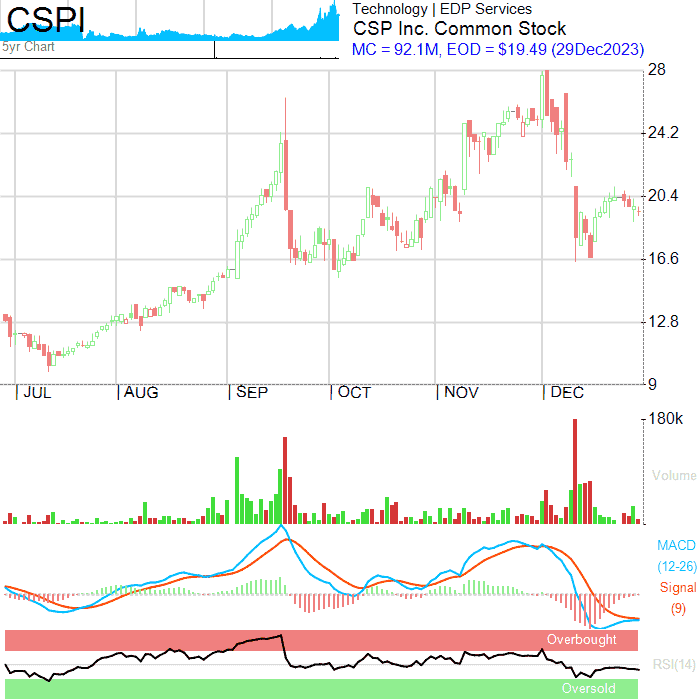 CSPI
5yr Chart
Technology | EDP Services
CSP Inc. Common Stock
MC = 92.1M, EOD = $19.49 (29Dec2023)
28
24.2
20.4
16.6
12.8
9
JUL AUG SEP OCT NOV DEC
180k
Volume
MACD
(12-26)
Signal
(9)
Overbought
RSI(14)
Oversold